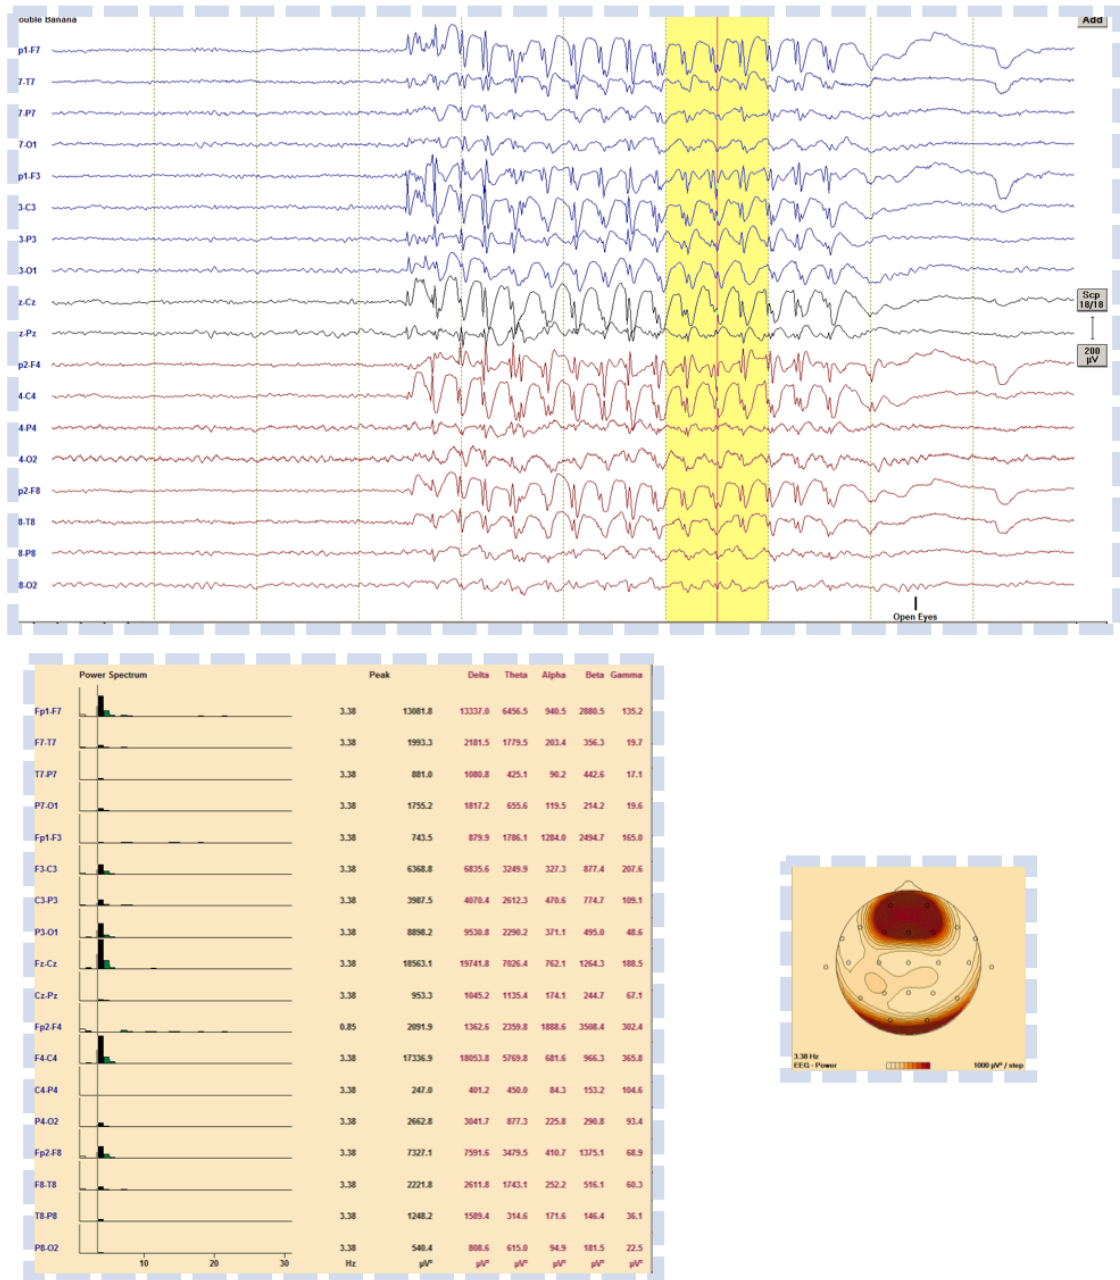 ouble Banana
Add
p1-F7
7-T7
7-P7
7-O1
p1-F3
3-C3
3-P3
3-O1
z-Cz
Scp
18/18
z-Pz
200
µV
p2-F4
4-C4
4-P4
4-O2
p2-F8
8-T8
8-P8
8-O2
Open Eyes
Power Spectrum Peak Delta Theta Alpha Beta Gamma
Fp1-F7 3.38 13081.8 13337.0 6456.5 940.5 2880.5 135.2
F7-T7 3.38 1993.3 2181.5 1779.5 203.4 356.3 19.7
T7-P7 3.38 881.0 1080.8 425.1 90.2 442.6 17.1
P7-O1 3.38 1755.2 1817.2 655.6 119.5 214.2 19.6
Fp1-F3 3.38 743.5 879.9 1786.1 1284.0 2494.7 165.0
F3-C3 3.38 6368.8 6835.6 3249.9 327.3 877.4 207.6
C3-P3 3.38 3987.5 4070.4 2612.3 470.6 774.7 109.1
P3-O1 3.38 8898.2 9530.8 2290.2 371.1 495.0 48.6
Fz-Cz 3.38 18563.1 19741.8 7026.4 762.1 1264.3 188.5
Cz-Pz 3.38 953.3 1045.2 1135.4 174.1 244.7 67.1
Fp2-F4 0.85 2091.9 1362.6 2359.8 1888.6 3508.4 302.4
F4-C4 3.38 17336.9 18053.8 5769.8 681.6 966.3 365.8
C4-P4 3.38 247.0 401.2 450.0 84.3 153.2 104.6
P4-O2 3.38 2662.8 3041.7 877.3 225.8 290.8 93.4
Fp2-F8 3.38 7327.1 7591.6 3479.5 410.7 1375.1 68.9
F8-T8 3.38 2221.8 2611.8 1743.1 252.2 516.1 60.3
T8-P8 3.38 1248.2 1589.4 314.6 171.6 146.4 36.1
P8-O2 3.38 540.4 808.6 615.0 94.9 181.5 22.5
10 20 30 Hz µV² µV² µV² µV² µV² µV²
3.38 Hz
EEG - Power 1000 µV² / step